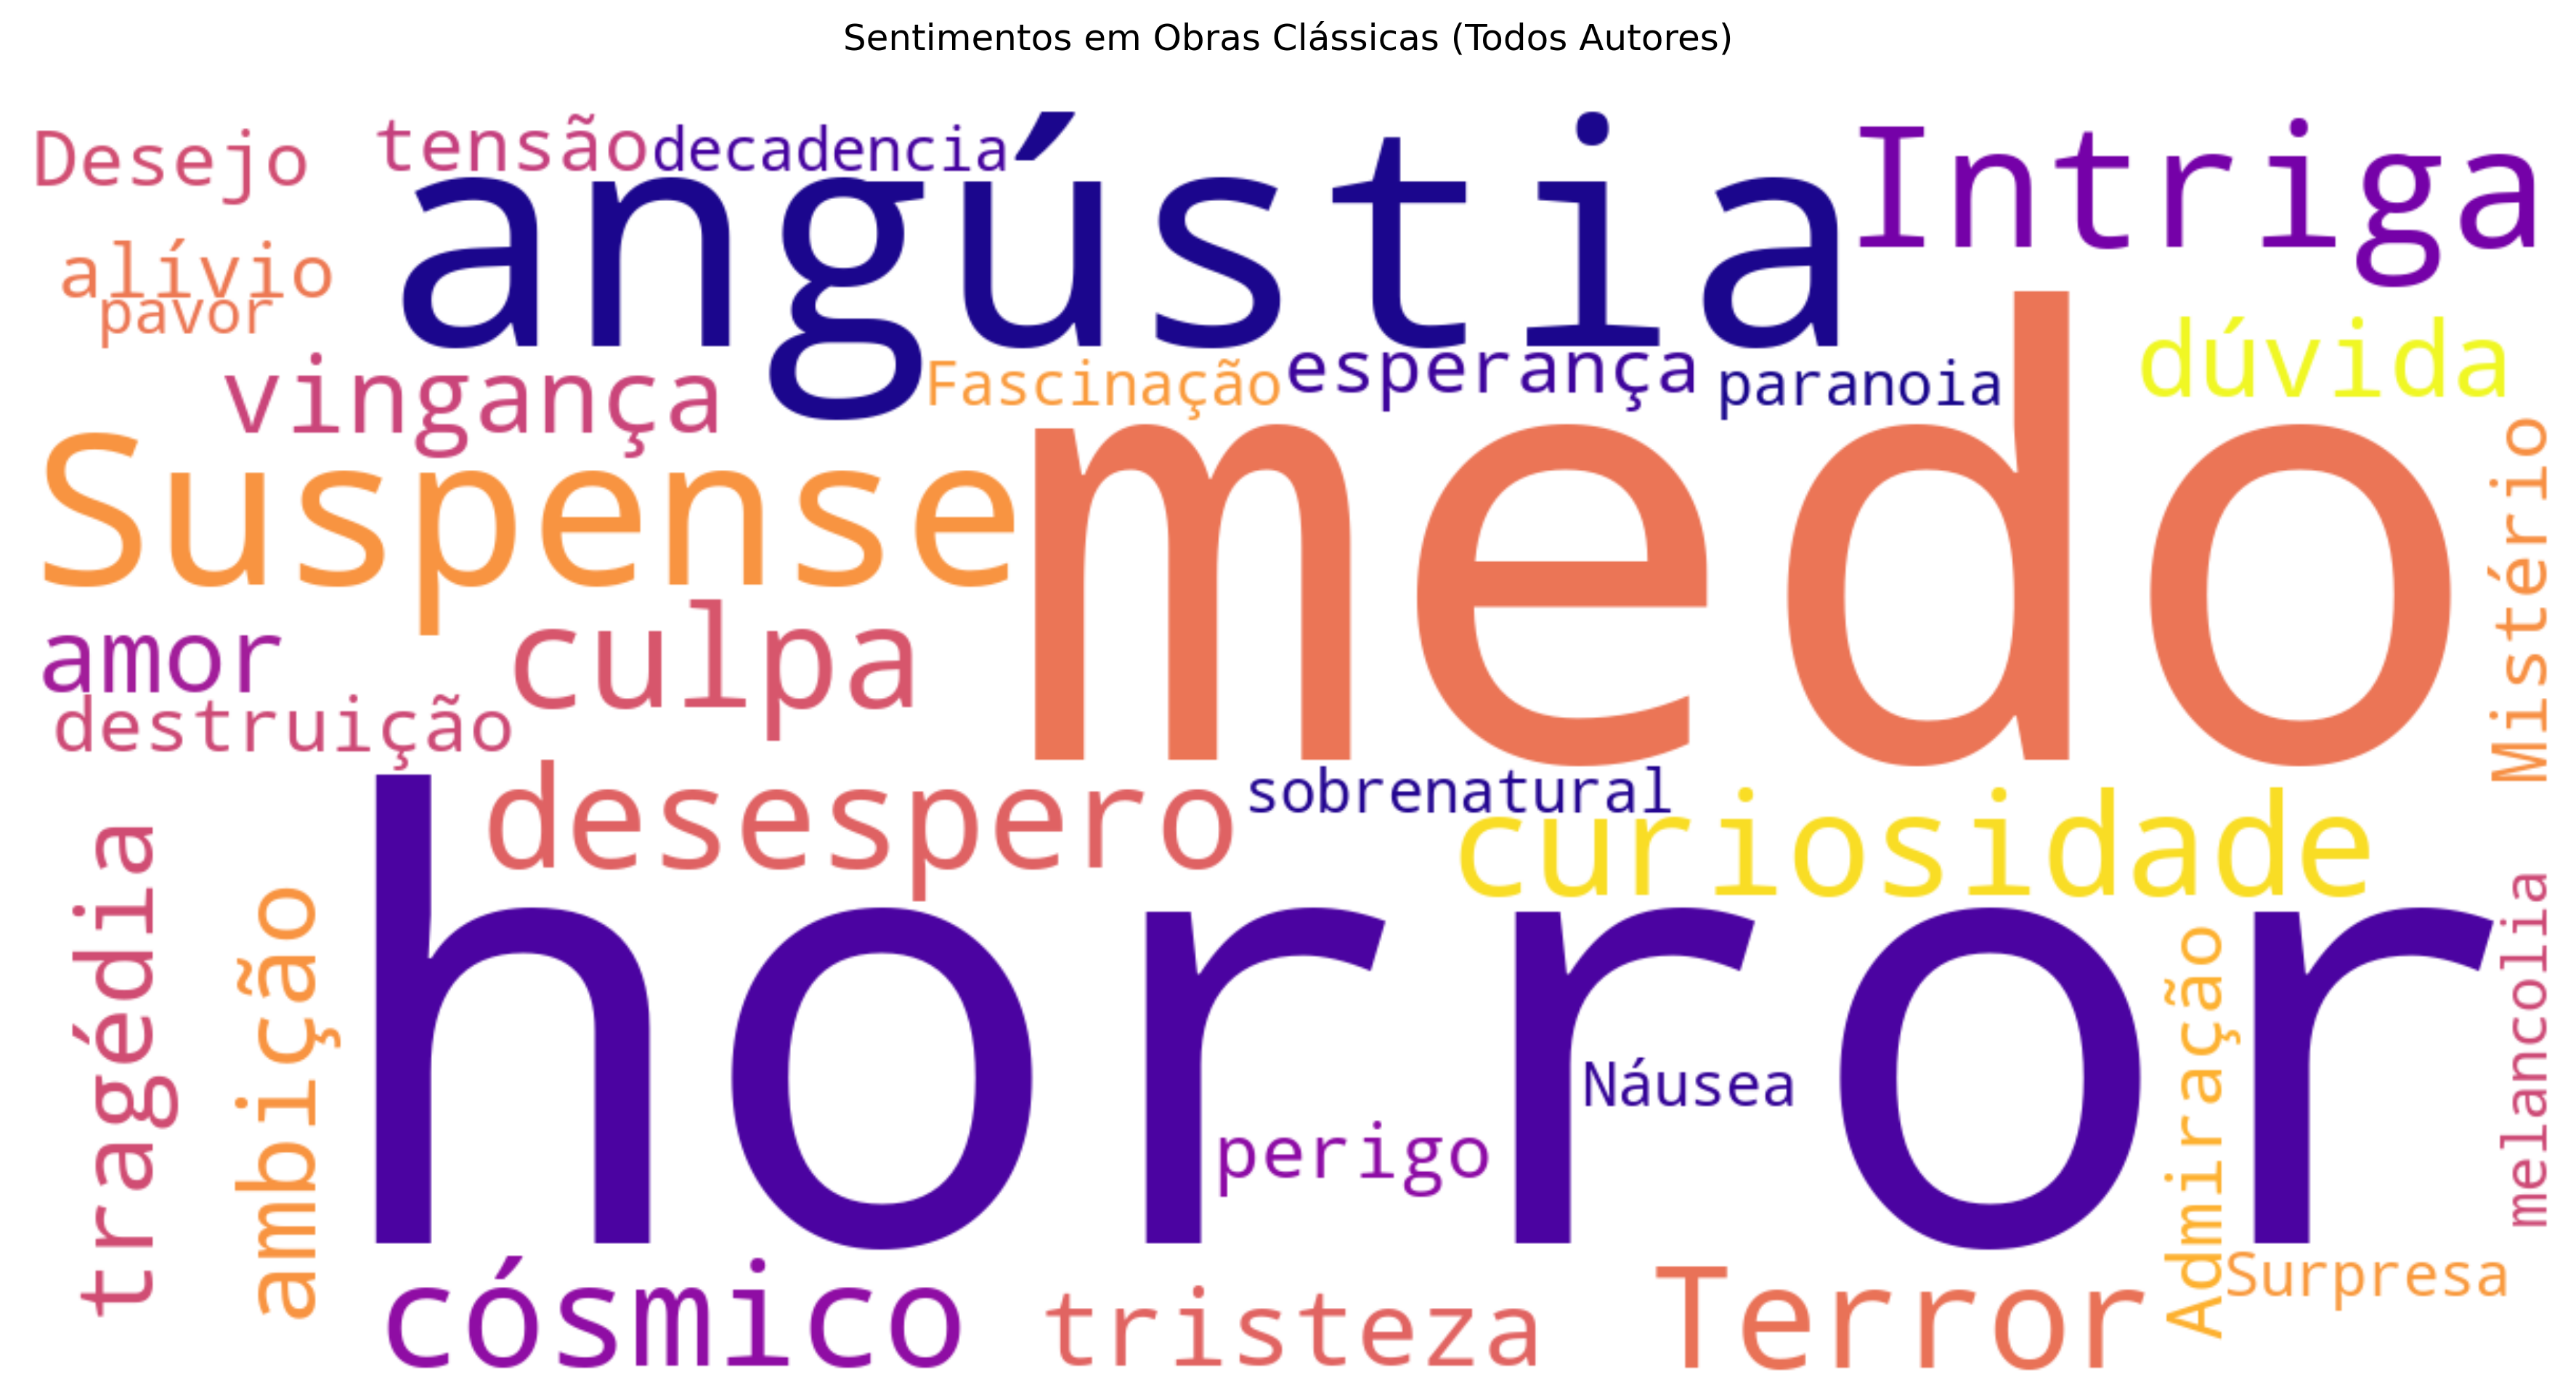 Sentimentos em Obras Clássicas (Todos Autores)
Desejo
tensão
decadencia
angústia
Intriga
alívio
pavor
vingança
Fascinação
esperança
paranoia
dúvida
Suspense
medo
Mistério
amor
culpa
destruição
desespero
sobrenatural
curiosidade
tragédia
ambição
horror
Náusea
perigo
Admiração
melancolia
Surpresa
cósmico
tristeza
Terror